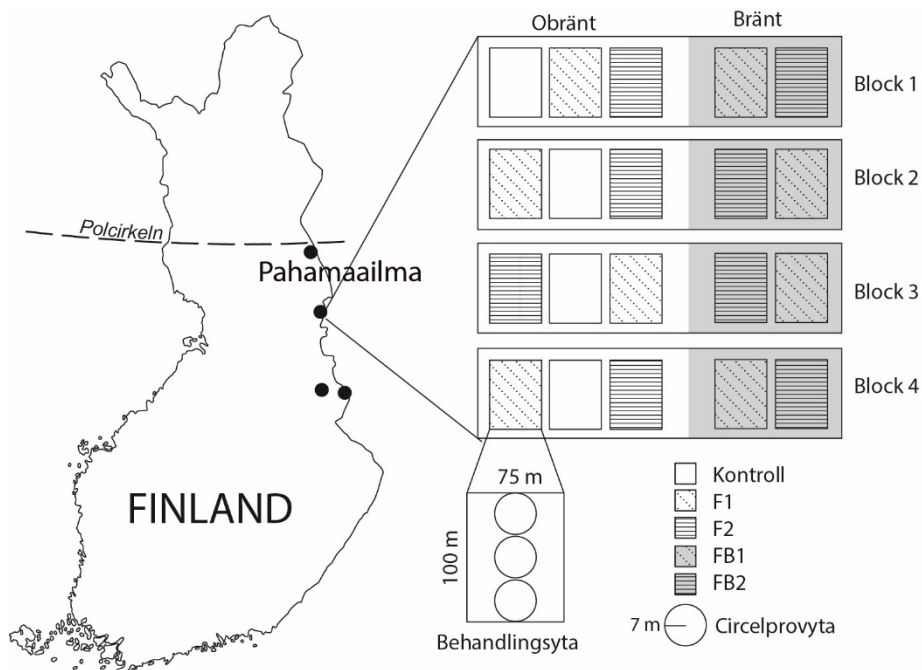 Obränt
Bränt
Block 1
Block 2
Block 3
Block 4
Polcirkeln
Pahamaailma
FINLAND
75 m
100 m
Behandlingsyta
Kontroll
F1
F2
FB1
FB2
7 m
Circelprovyta